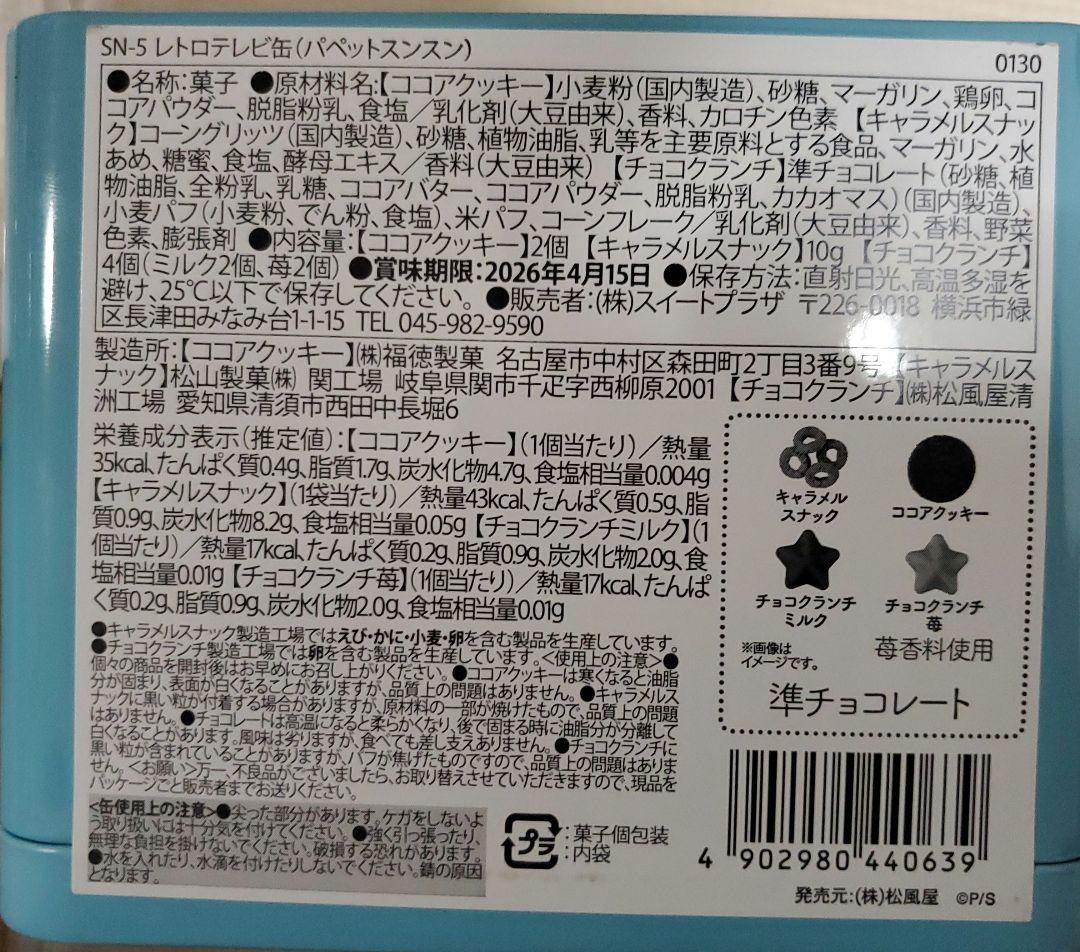 SN-5 レトロテレビ缶(パペットスンスン)
0130
●名称:菓子 ●原材料名:【ココアクッキー】小麦粉(国内製造)、砂糖、マーガリン、鶏卵、コ
コアパウダー、脱脂粉乳、食塩／乳化剤(大豆由来)、香料、カロチン色素 【キャラメルスナッ
ク】コーングリッツ(国内製造)、砂糖、植物油脂、乳等を主要原料とする食品、マーガリン、水
あめ、糖蜜、食塩、酵母エキス／香料(大豆由来) 【チョコクランチ】準チョコレート(砂糖、植
物油脂、全粉乳、乳糖、ココアバター、ココアパウダー、脱脂粉乳、カカオマス)(国内製造)、
小麦パフ(小麦粉、でん粉、食塩)、米パフ、コーンフレーク／乳化剤(大豆由来)、香料、野菜
色素、膨張剤 ●内容量:【ココアクッキー】2個 【キャラメルスナック】10g 【チョコクランチ】
4個(ミルク2個、苺2個) ●賞味期限:2026年4月15日 ●保存方法:直射日光、高温多湿を
避け、25℃以下で保存してください。 ●販売者:(株)スイートプラザ 〒226-0018 横浜市緑
区長津田みなみ台1-1-15 TEL 045-982-9590
製造所:【ココアクッキー】㈱福徳製菓 名古屋市中村区森田町2丁目3番9号 【キャラメルス
ナック】松山製菓㈱ 関工場 岐阜県関市千疋字西柳原2001 【チョコクランチ】㈱松風屋清
洲工場 愛知県清須市西田中長堀6
栄養成分表示(推定値):【ココアクッキー】(1個当たり)／熱量
35kcal、たんぱく質0.4g、脂質1.7g、炭水化物4.7g、食塩相当量0.004g
【キャラメルスナック】(1袋当たり)／熱量43kcal、たんぱく質0.5g、脂
質0.9g、炭水化物8.2g、食塩相当量0.05g【チョコクランチミルク】(1
個当たり)／熱量17kcal、たんぱく質0.2g、脂質0.9g、炭水化物2.0g、食
塩相当量0.01g【チョコクランチ苺】(1個当たり)／熱量17kcal、たんぱ
く質0.2g、脂質0.9g、炭水化物2.0g、食塩相当量0.01g
●キャラメルスナック製造工場ではえび・かに・小麦・卵を含む製品を生産しています。
●チョコクランチ製造工場では卵を含む製品を生産しています。<使用上の注意>●
個々の商品を開封後はお早めにお召し上がりください。●ココアクッキーは寒くなると油脂
分が固まり、表面が白くなることがありますが、品質上の問題はありません。●キャラメルス
ナックに黒い粒が付着する場合がありますが、原材料の一部が焼けたもので、品質上の問題
はありません。●チョコレートは高温になると柔らかくなり、後で固まる時に油脂分が分離して
白くなることがあります。風味は劣りますが、食べても差し支えありません。●チョコクランチに
黒い粒が含まれていることがありますが、パフが焦げたものですので、品質上の問題はありま
せん。<お願い>万一、不良品がございましたら、お取り替えさせていただきますので、現品を
パッケージごと販売者までお送りください。
<缶使用上の注意>●尖った部分があります。ケガをしないよ
う取り扱いには十分気を付けてください。●強く引っ張ったり、
無理な負担を掛けないでください。破損する恐れがあります。
●水を入れたり、水滴を付けたりしないでください。錆の原因
となります。
キャラメル
スナック
ココアクッキー
チョコクランチ
ミルク
チョコクランチ
苺
※画像は
イメージです。
苺香料使用
準チョコレート
プラ
:菓子個包装
:内袋
4 902980 440639
発売元:(株)松風屋 ©P/S